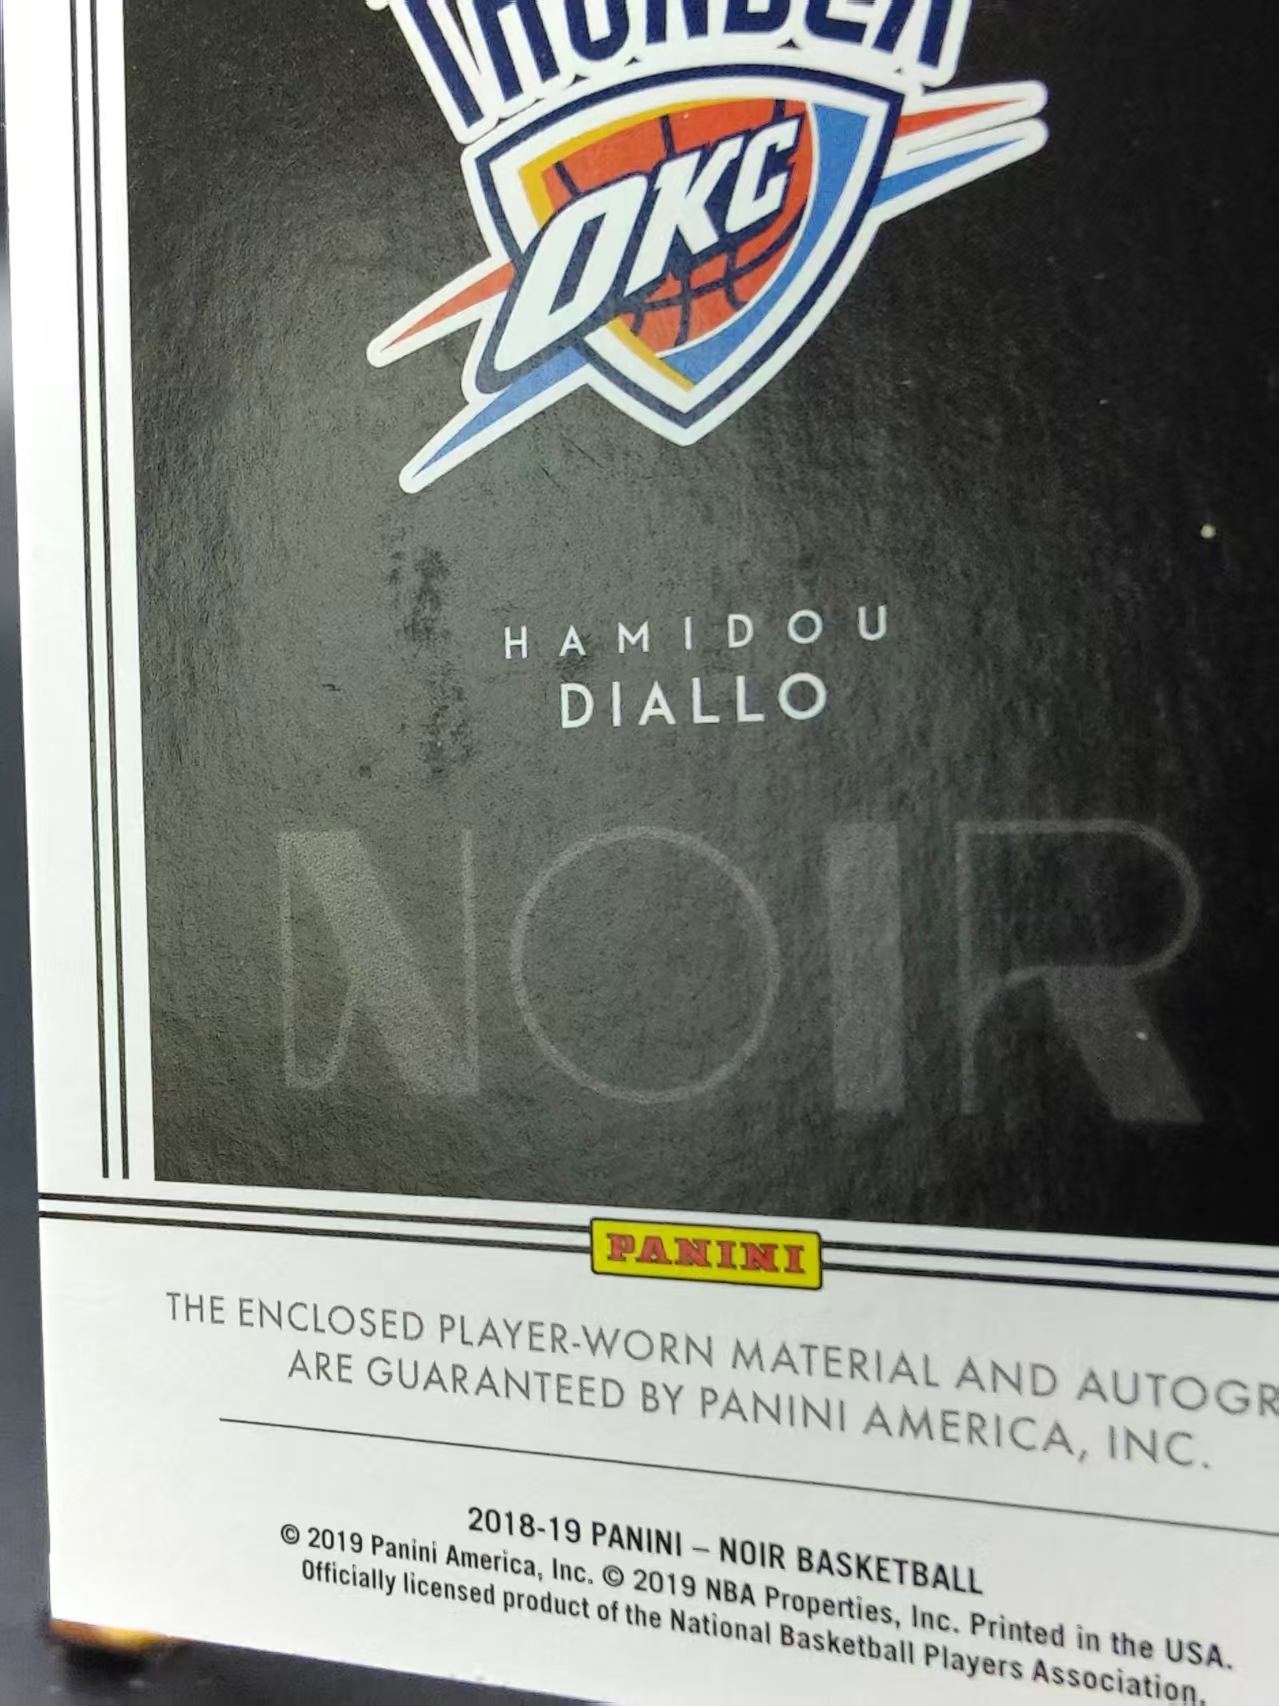 THUNDER
OKC
HAMIDOU
DIALLO
NOIR
PANINI
THE ENCLOSED PLAYER-WORN MATERIAL AND
ARE GUARANTEED BY PANINI AMERICA, INC.
2018-19 PANINI – NOIR BASKETBALL
© 2019 Panini America, Inc. © 2019 NBA Properties, Inc. Printed in the USA.
Officially licensed product of the National Basketball Players Association.